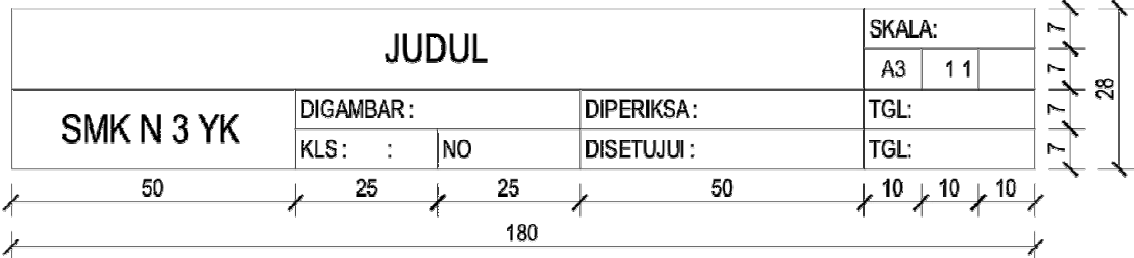 JUDUL
SKALA:
A3 1 1
SMK N 3 YK
DIGAMBAR :
DIPERIKSA :
TGL:
KLS : :
NO
DISETUJUI :
TGL:
7
7
7
7
28
50 25 25 50 10 10 10
180